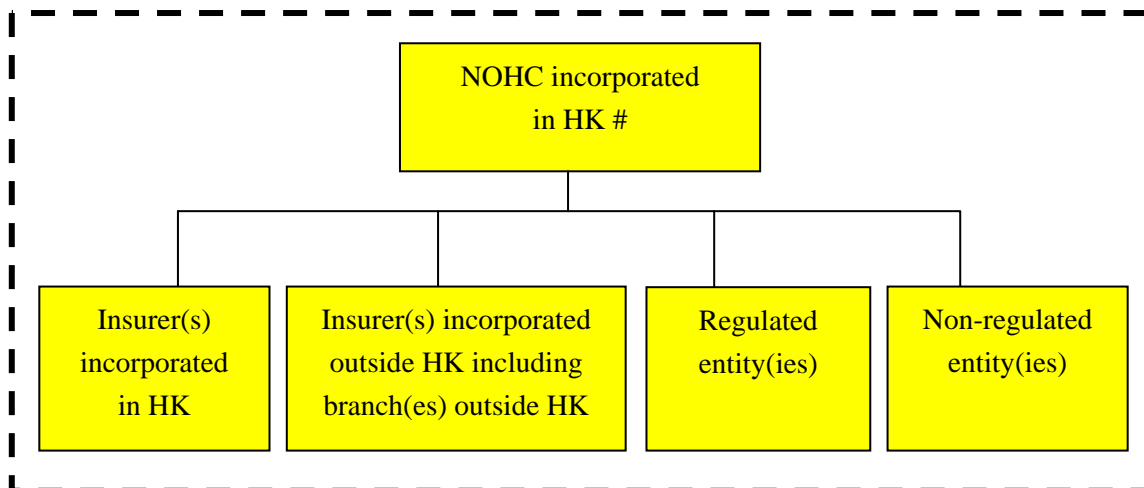 NOHC incorporated
in HK #
Insurer(s)
incorporated
in HK
Insurer(s) incorporated
outside HK including
branch(es) outside HK
Regulated
entity(ies)
Non-regulated
entity(ies)